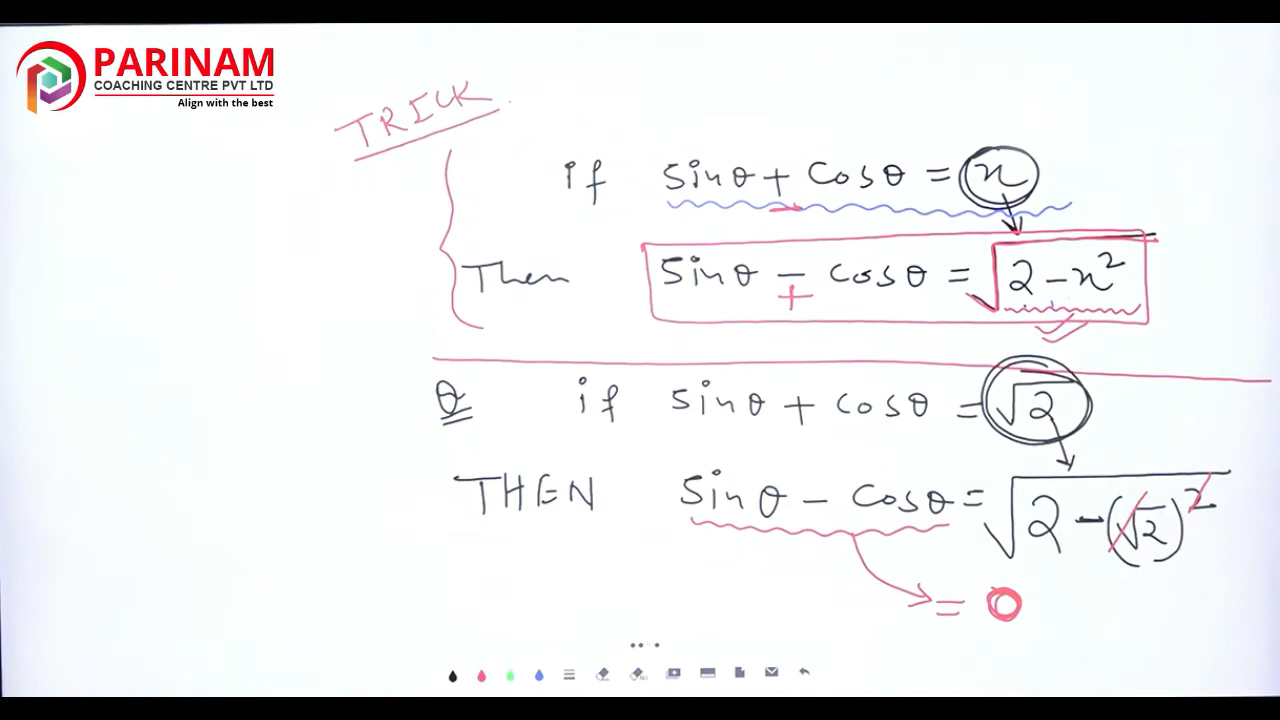 PARINAM
COACHING CENTRE PVT LTD
Align with the best
TRICK
if sinθ + cosθ = n
Then sinθ - cosθ = √(2-n²)
+
Q if sinθ + cosθ = √2
THEN sinθ - cosθ = √(2-(√2)²)
= 0